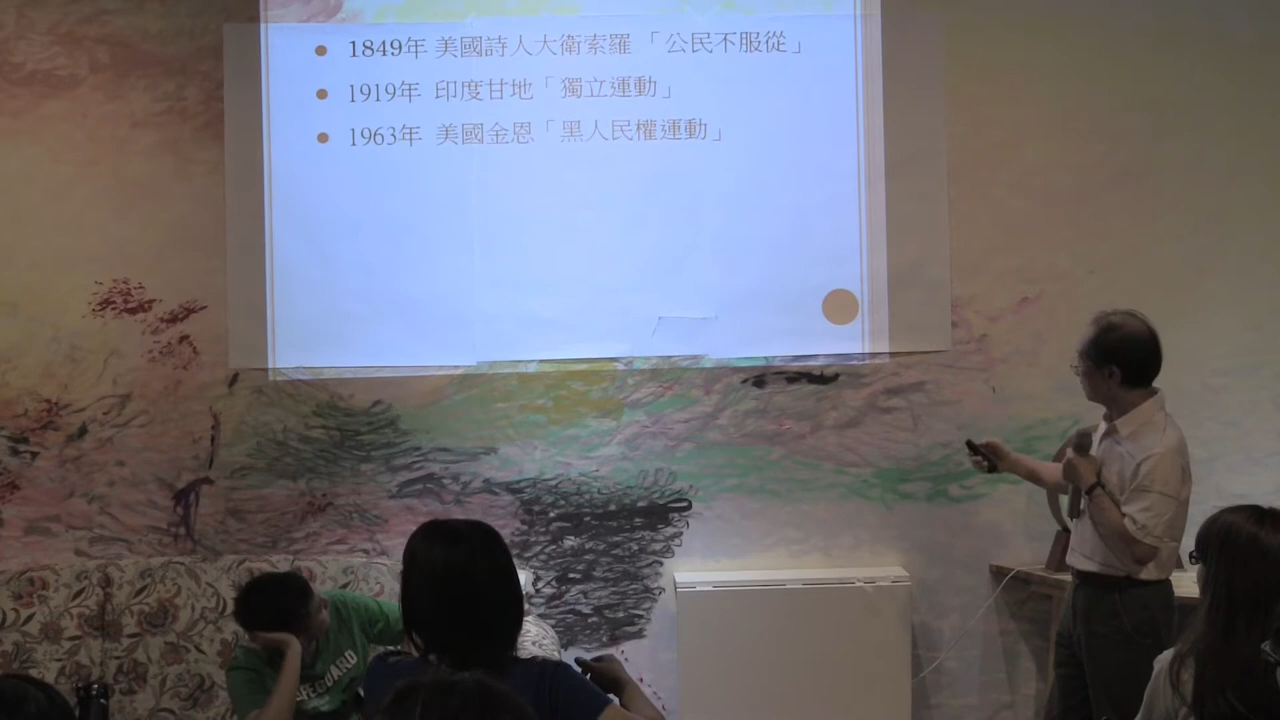 1849年 美國詩人大衛索羅「公民不服從」
1919年 印度甘地「獨立運動」
1963年 美國金恩「黑人民權運動」